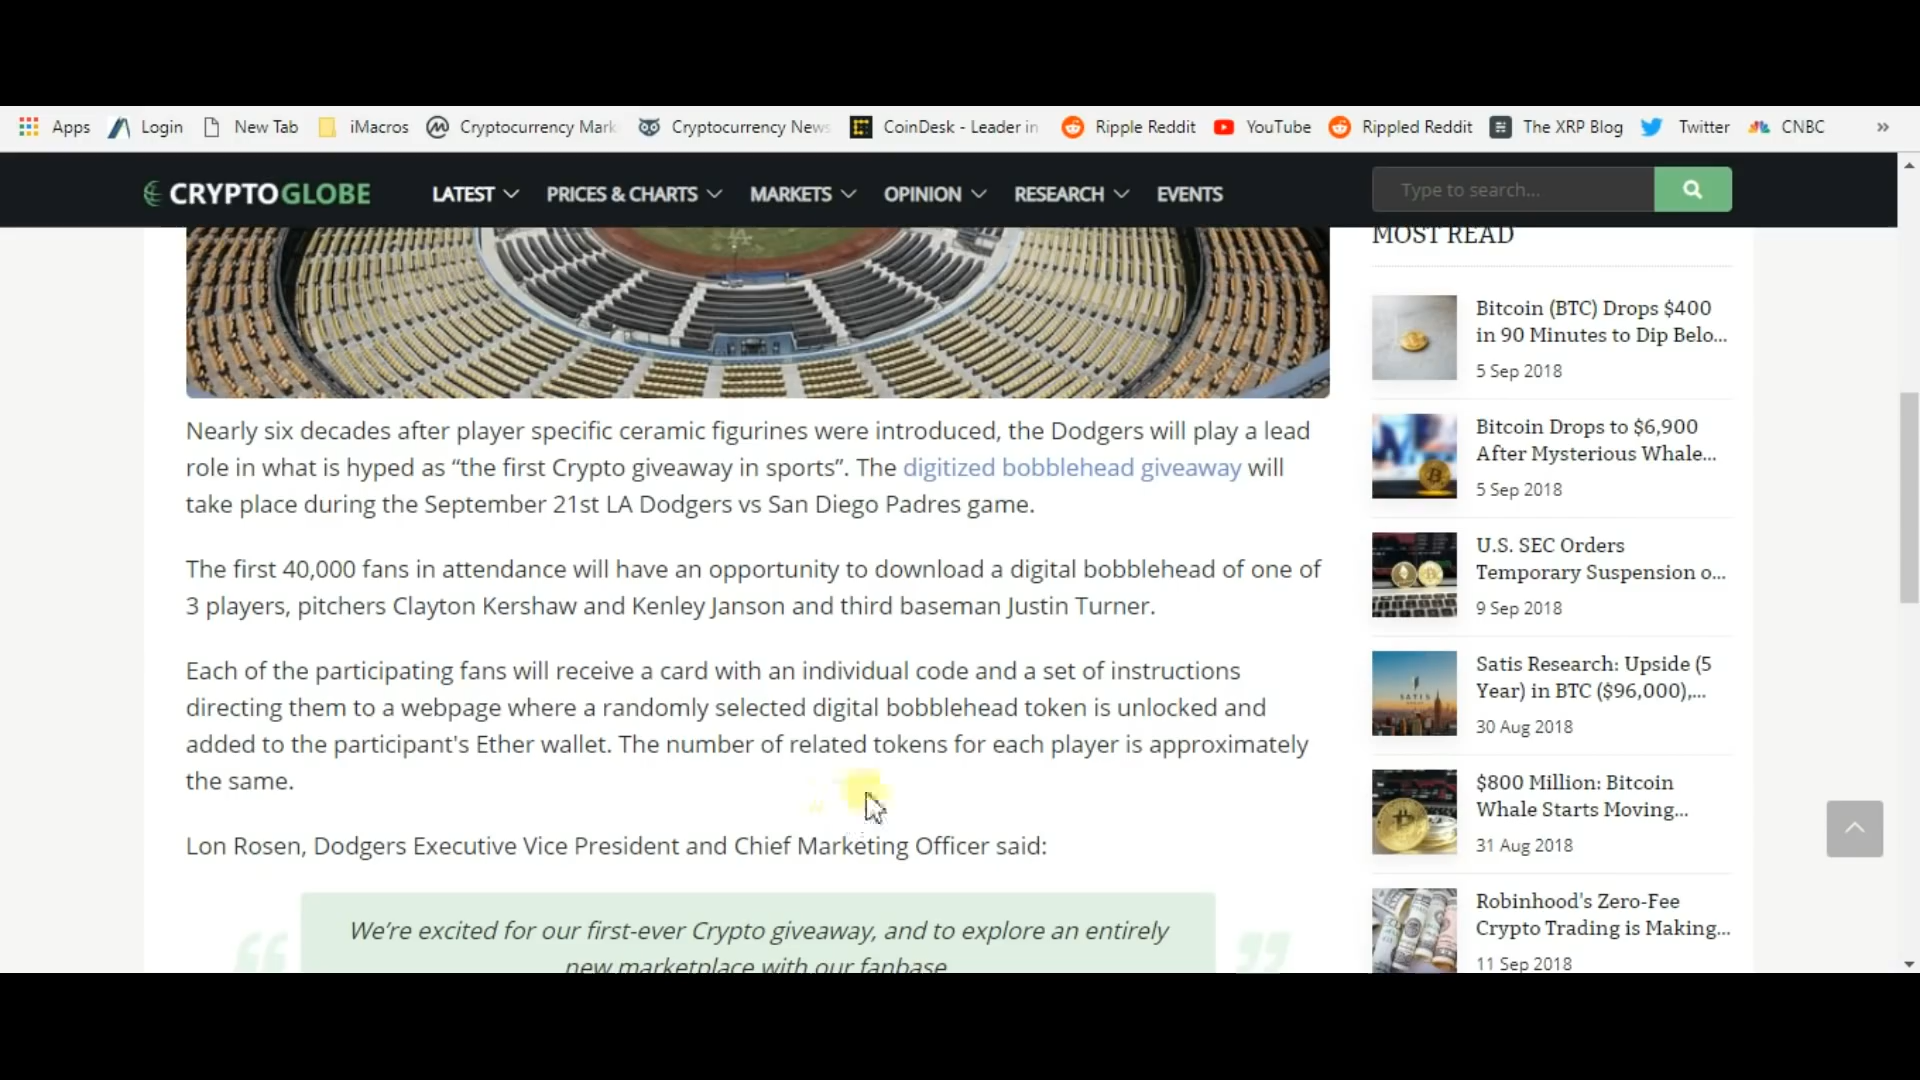 Apps
Login
New Tab
iMacros
Cryptocurrency Mark
Cryptocurrency News
CoinDesk - Leader in
Ripple Reddit
YouTube
Rippled Reddit
The XRP Blog
Twitter
CNBC
»
CRYPTOGLOBE
LATEST
PRICES & CHARTS
MARKETS
OPINION
RESEARCH
EVENTS
Type to search...
Nearly six decades after player specific ceramic figurines were introduced, the Dodgers will play a lead
role in what is hyped as “the first Crypto giveaway in sports”. The digitized bobblehead giveaway will
take place during the September 21st LA Dodgers vs San Diego Padres game.
The first 40,000 fans in attendance will have an opportunity to download a digital bobblehead of one of
3 players, pitchers Clayton Kershaw and Kenley Janson and third baseman Justin Turner.
Each of the participating fans will receive a card with an individual code and a set of instructions
directing them to a webpage where a randomly selected digital bobblehead token is unlocked and
added to the participant's Ether wallet. The number of related tokens for each player is approximately
the same.
Lon Rosen, Dodgers Executive Vice President and Chief Marketing Officer said:
“
We’re excited for our first-ever Crypto giveaway, and to explore an entirely
new marketplace with our fanbase
”
MOST READ
Bitcoin (BTC) Drops $400
in 90 Minutes to Dip Belo...
5 Sep 2018
Bitcoin Drops to $6,900
After Mysterious Whale...
5 Sep 2018
U.S. SEC Orders
Temporary Suspension o...
9 Sep 2018
Satis Research: Upside (5
Year) in BTC ($96,000),...
30 Aug 2018
$800 Million: Bitcoin
Whale Starts Moving...
31 Aug 2018
Robinhood's Zero-Fee
Crypto Trading is Making...
11 Sep 2018